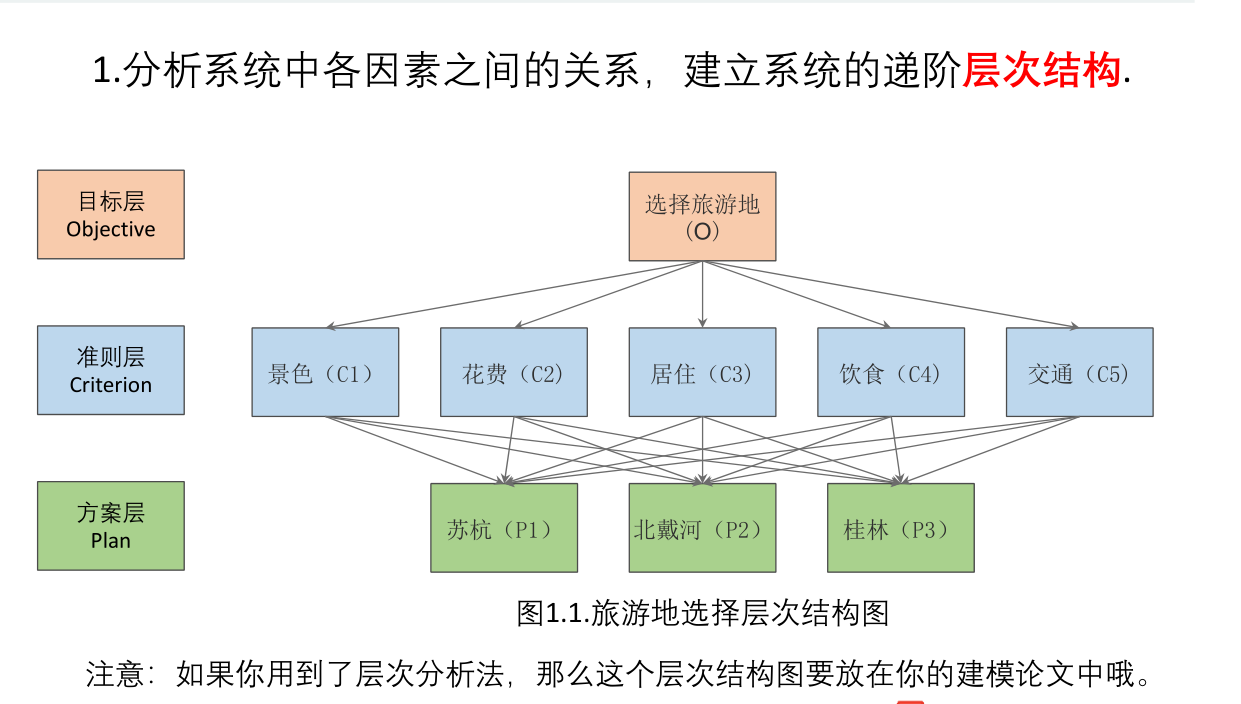 1.分析系统中各因素之间的关系，建立系统的递阶层次结构.
目标层
Objective
选择旅游地
（O）
准则层
Criterion
景色（C1）
花费（C2）
居住（C3）
饮食（C4）
交通（C5）
方案层
Plan
苏杭（P1）
北戴河（P2）
桂林（P3）
图1.1.旅游地选择层次结构图
注意：如果你用到了层次分析法，那么这个层次结构图要放在你的建模论文中哦。